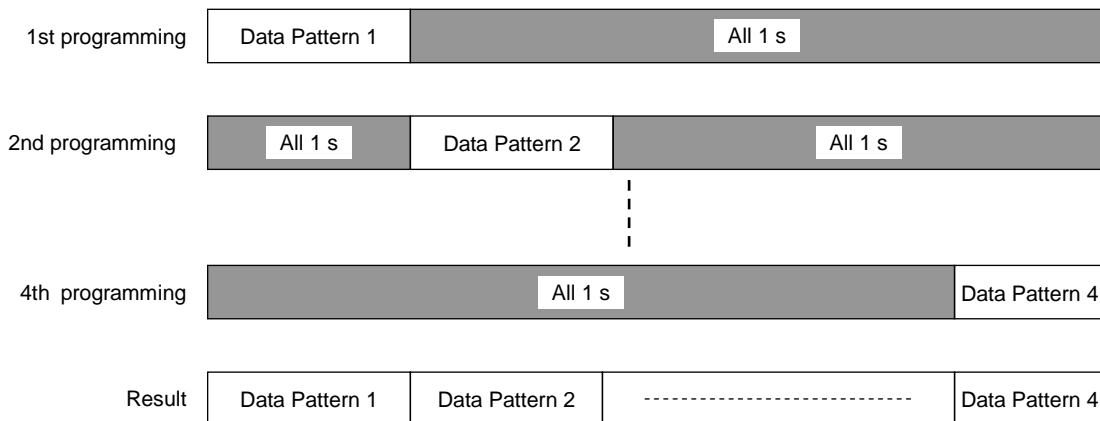 1st programming Data Pattern 1 All 1 s
2nd programming All 1 s Data Pattern 2 All 1 s
4th programming All 1 s Data Pattern 4
Result Data Pattern 1 Data Pattern 2 Data Pattern 4